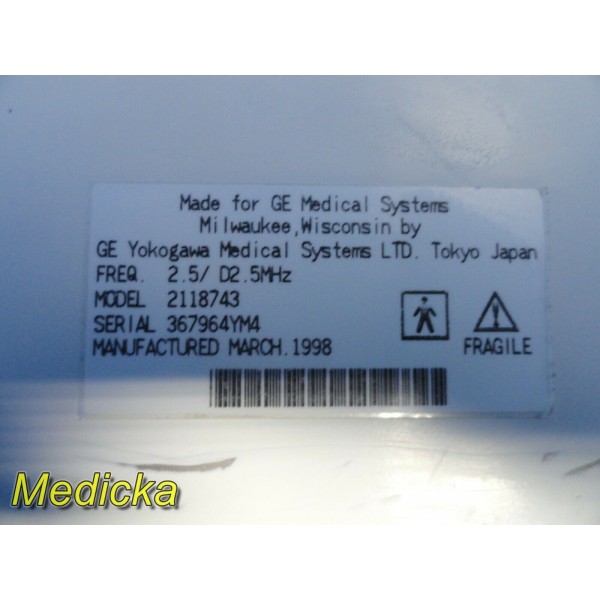 Made for GE Medical Systems
Milwaukee, Wisconsin by
GE Yokogawa Medical Systems LTD. Tokyo Japan
FREQ. 2.5/ D2.5MHz
MODEL 2118743
SERIAL 367964YM4
MANUFACTURED MARCH.1998
FRAGILE
Medicka